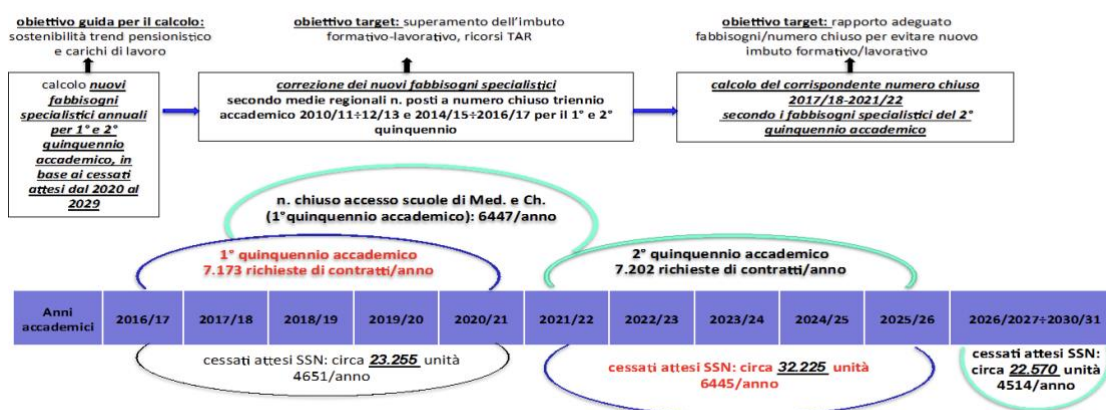 obiettivo guida per il calcolo:
sostenibilità trend pensionistico
e carichi di lavoro
obiettivo target: superamento dell'imbuto
formativo-lavorativo, ricorsi TAR
obiettivo target: rapporto adeguato
fabbisogni/numero chiuso per evitare nuovo
imbuto formativo/lavorativo
calcolo nuovi
fabbisogni
specialistici annuali
per 1° e 2°
quinquennio
accademico, in
base ai cessati
attesi dal 2020 al
2029
correzione dei nuovi fabbisogni specialistici
secondo medie regionali n. posti a numero chiuso triennio
accademico 2010/11÷12/13 e 2014/15÷2016/17 per il 1° e 2°
quinquennio
calcolo del corrispondente numero chiuso
2017/18-2021/22
secondo i fabbisogni specialistici del 2°
quinquennio accademico
n. chiuso accesso scuole di Med. e Ch.
(1°quinquennio accademico): 6447/anno
1° quinquennio accademico
7.173 richieste di contratti/anno
2° quinquennio accademico
7.202 richieste di contratti/anno
Anni
accademici
2016/17
2017/18
2018/19
2019/20
2020/21
2021/22
2022/23
2023/24
2024/25
2025/26
2026/2027÷2030/31
cessati attesi SSN: circa 23.255 unità
4651/anno
cessati attesi SSN: circa 32.225 unità
6445/anno
cessati attesi SSN:
circa 22.570 unità
4514/anno